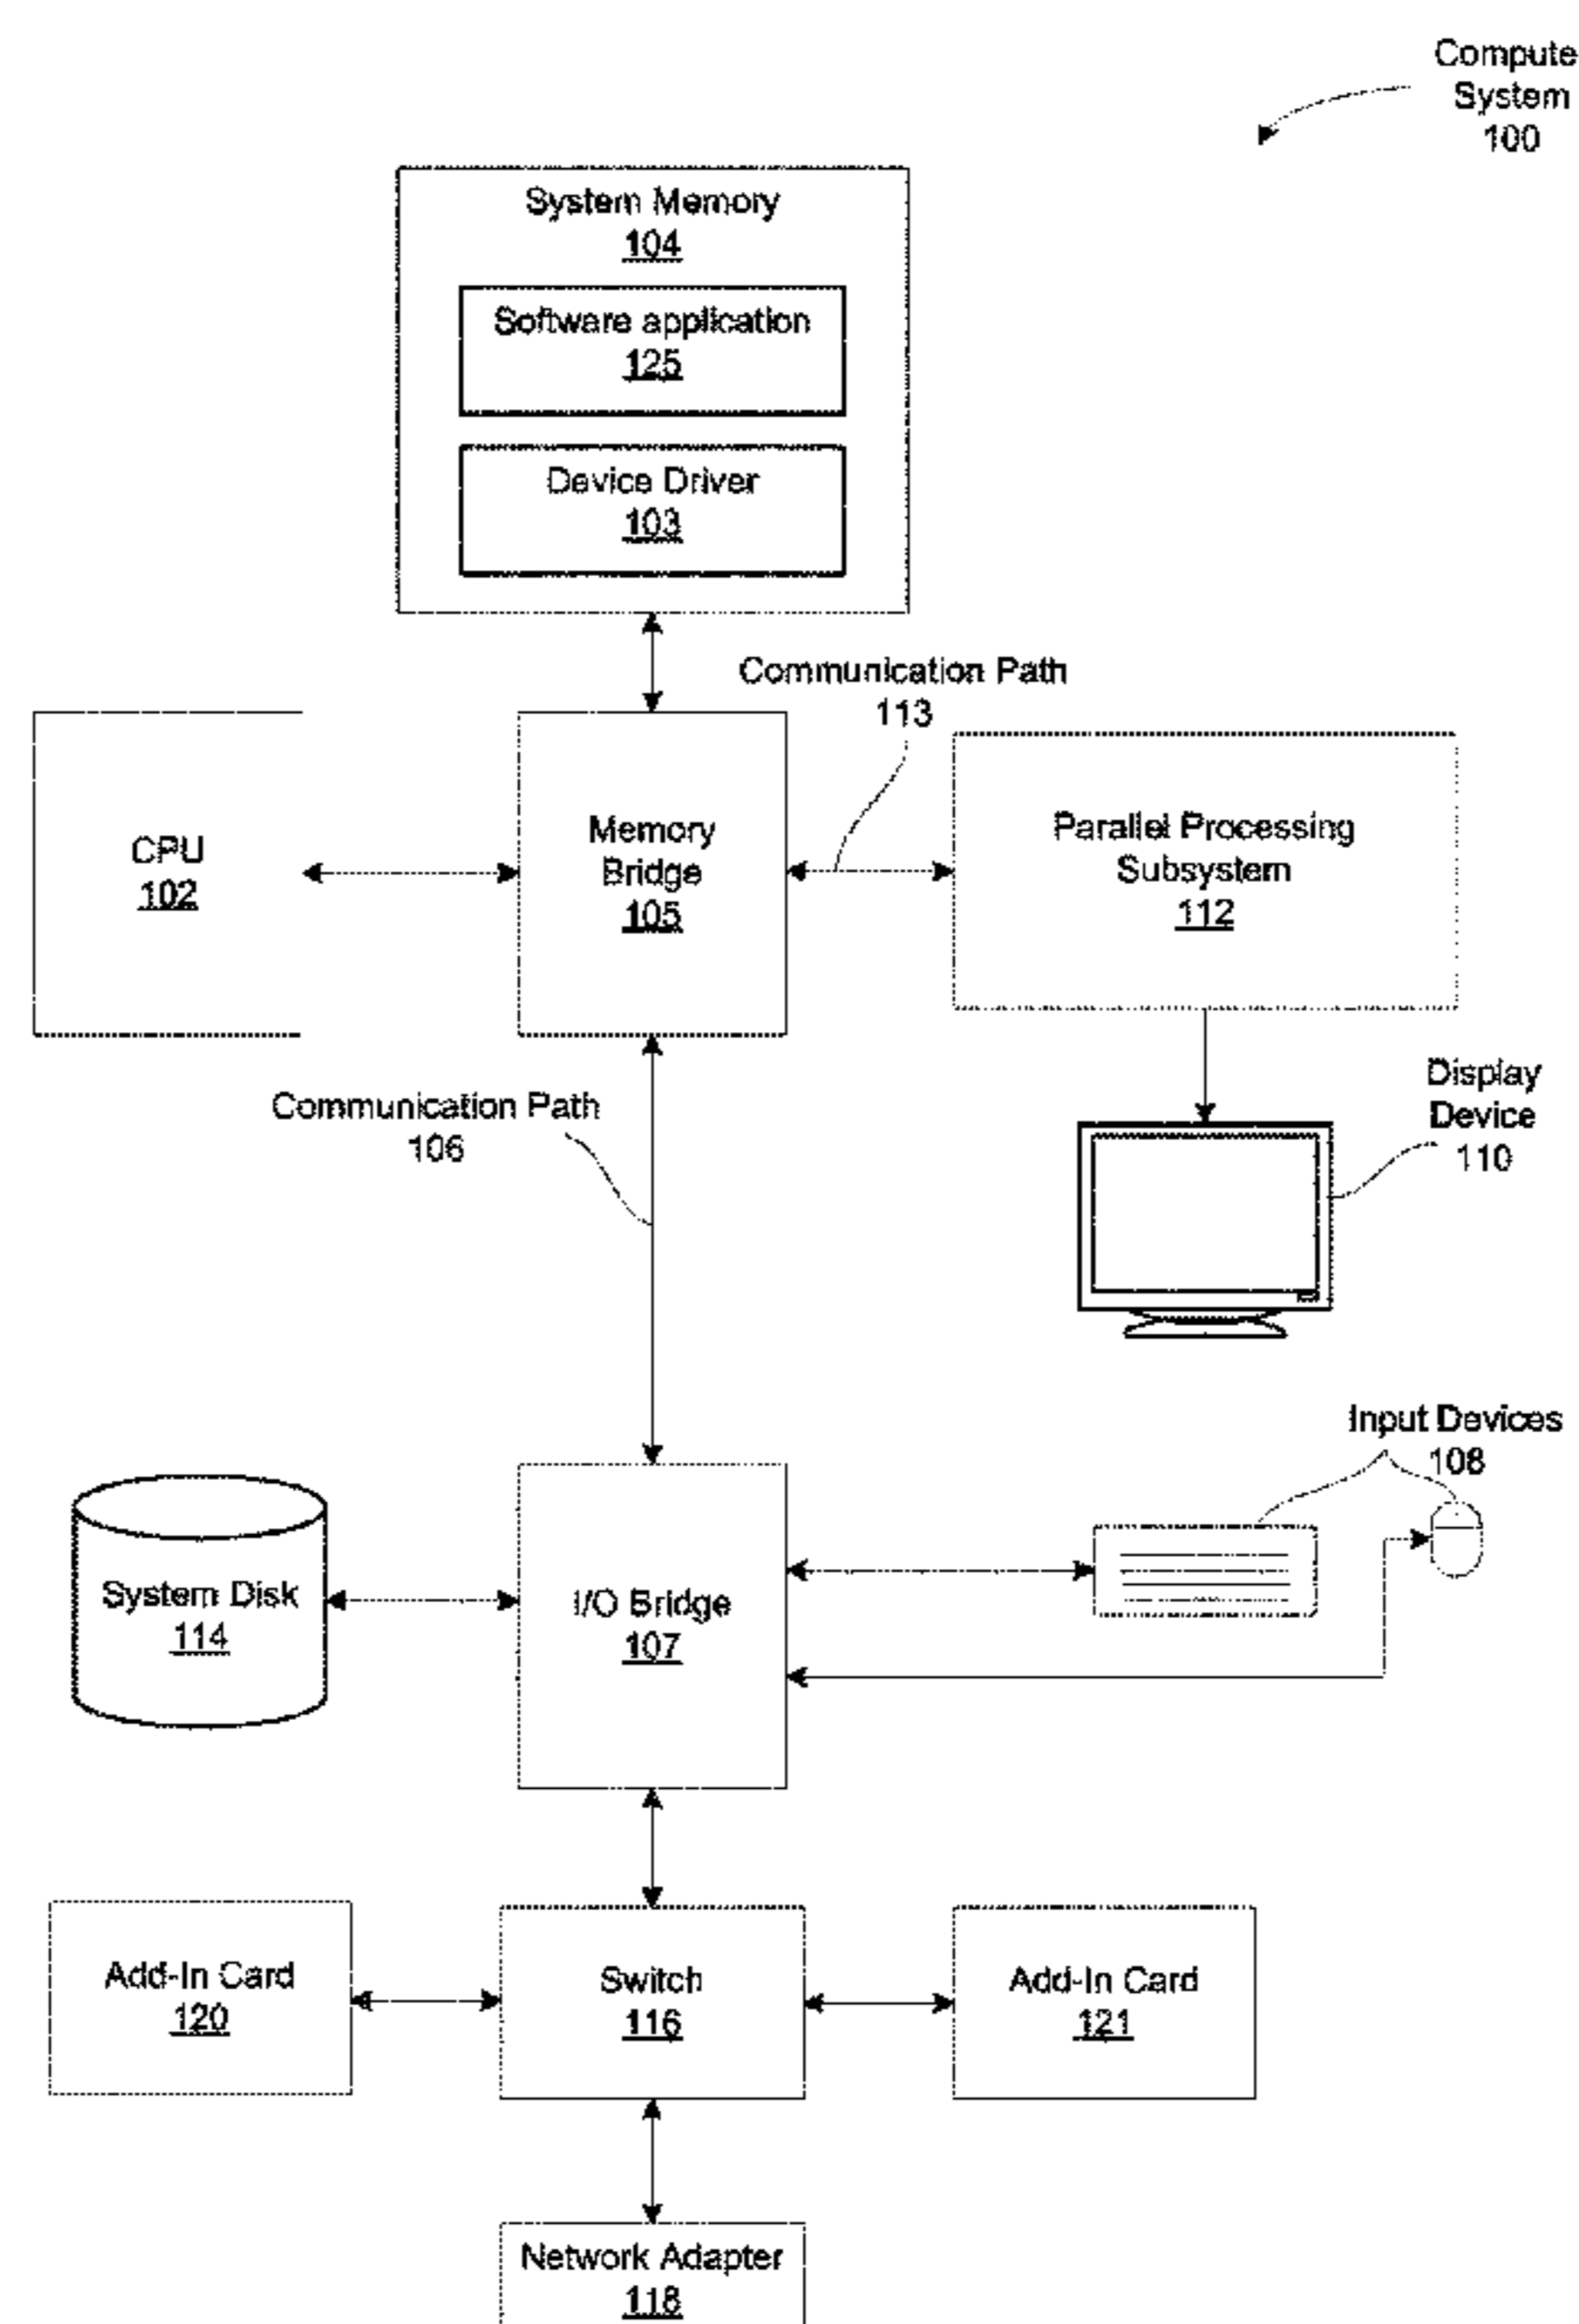 Compute
System
100
System Memory
104
Software application
125
Device Driver
103
Communication Path
113
CPU
102
Memory
Bridge
105
Parallel Processing
Subsystem
112
Communication Path
106
Display
Device
110
Input Devices
108
System Disk
114
I/O Bridge
107
Add-In Card
120
Switch
116
Add-In Card
121
Network Adapter
118